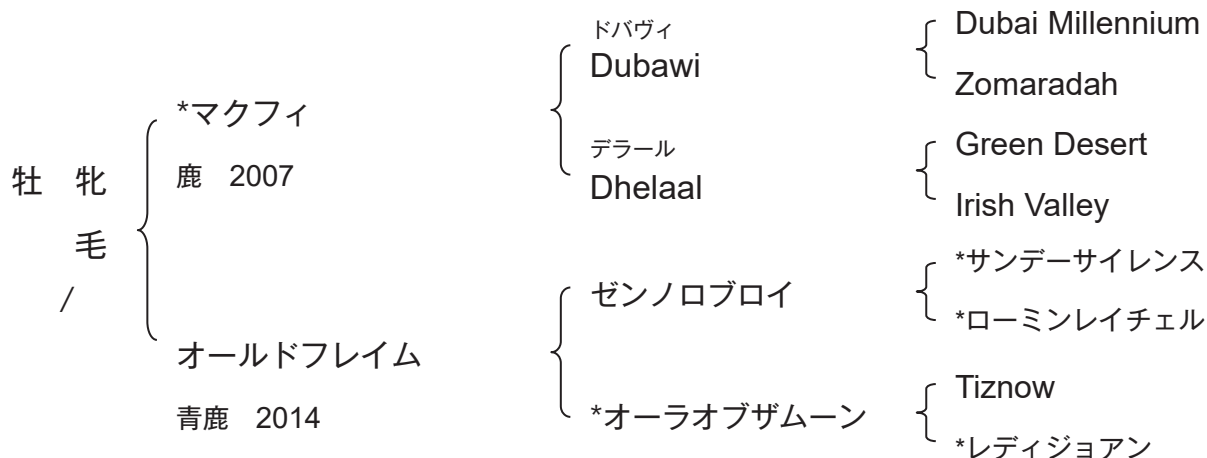 ドバヴィ
Dubawi
Dubai Millennium
Zomaradah
*マクフィ
鹿　2007
デラール
Dhelaal
Green Desert
Irish Valley
牡　牝
毛
/
ゼンノロブロイ
*サンデーサイレンス
*ローミンレイチェル
オールドフレイム
青鹿　2014
*オーラオブザムーン
Tiznow
*レディジョアン